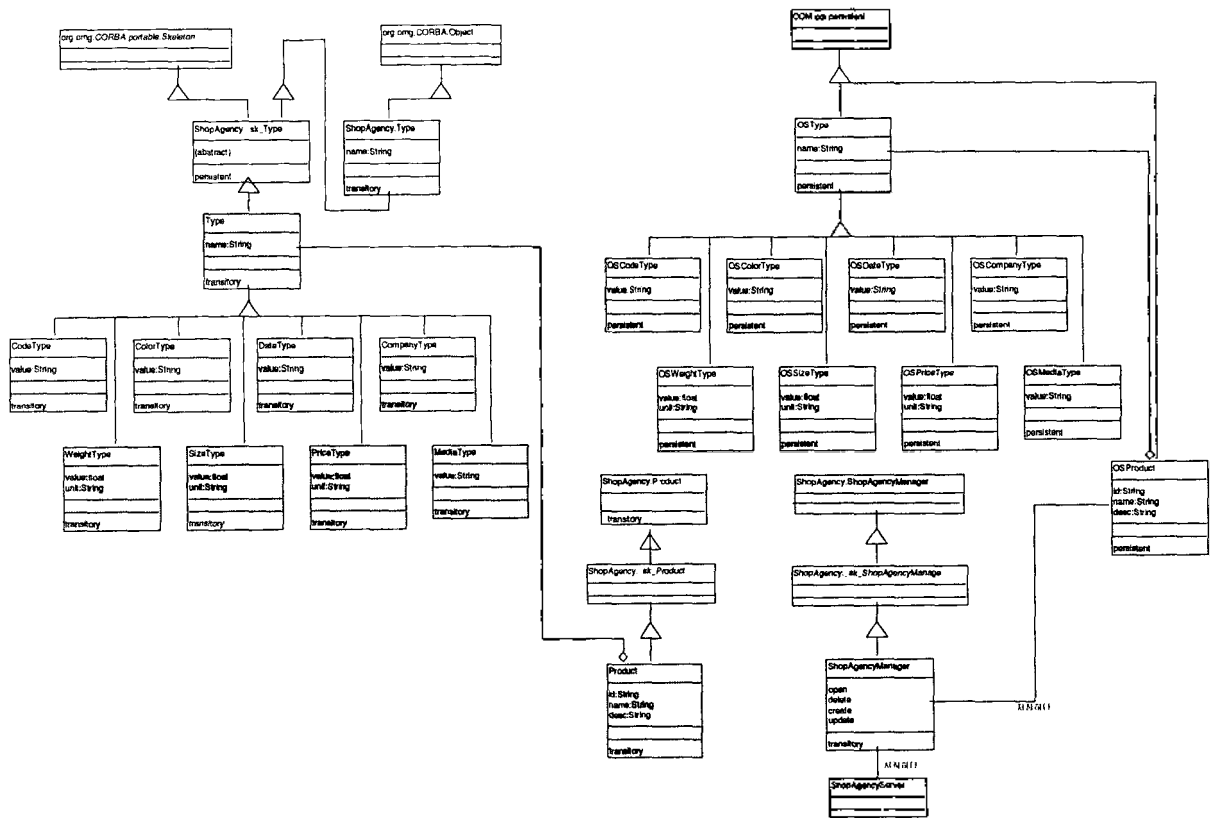 org.omg.CORBA.portable.Skeleton
org.omg.CORBA.Object
persistent
ShopAgency._sk_Type
{abstract}
persistent
ShopAgency.Type
name:String
transitory
OSType
name:String
persistent
Type
name:String
transitory
OSCodeType
value:String
persistent
OSColorType
value:String
persistent
OSDateType
value:String
persistent
OSCompanyType
value:String
persistent
CodeType
value:String
transitory
ColorType
value:String
transitory
DateType
value:String
transitory
CompanyType
value:String
transitory
OSWeightType
value:float
unit:String
persistent
OSSizeType
value:float
unit:String
persistent
OSPriceType
value:float
unit:String
persistent
OSMediaType
value:String
persistent
WeightType
value:float
unit:String
transitory
SizeType
value:float
unit:String
transitory
PriceType
value:float
unit:String
transitory
MediaType
value:String
transitory
ShopAgency.Product
transitory
ShopAgency.ShopAgencyManager
OSProduct
id:String
name:String
desc:String
persistent
ShopAgency._sk_Product
ShopAgency._sk_ShopAgencyManage
Product
id:String
name:String
desc:String
transitory
ShopAgencyManager
open
delete
create
update
transitory
ShopAgencyServer